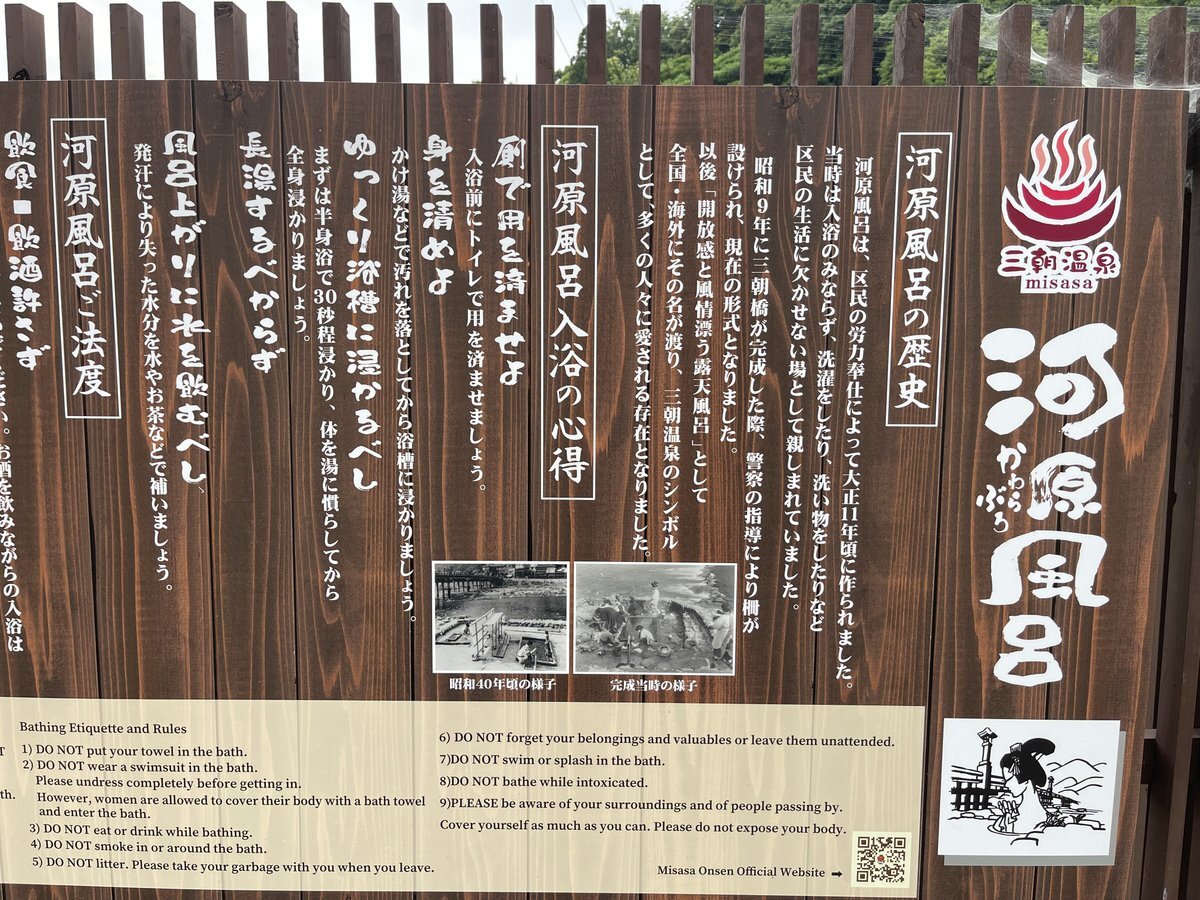 三朝温泉
misasa
河原風呂
かわら
ぶろ
河原風呂の歴史
河原風呂は、区民の労力奉仕によって大正11年頃に作られました。
当時は入浴のみならず、洗濯をしたり、洗い物をしたりなど
区民の生活に欠かせない場として親しまれていました。
昭和9年に三朝橋が完成した際、警察の指導により柵が
設けられ、現在の形式となりました。
以後「開放感と風情漂う露天風呂」として
全国・海外にその名が渡り、三朝温泉のシンボル
として、多くの人々に愛される存在となりました。
河原風呂入浴の心得
厠で用を済ませよ
入浴前にトイレで用を済ませましょう。
身を清めよ
かけ湯などで汚れを落としてから浴槽に浸かりましょう。
ゆっくり浴槽に浸かるべし
まずは半身浴で30秒程浸かり、体を湯に慣らしてから
全身浸かりましょう。
長湯するべからず
風呂上がりに水を飲むべし、
発汗により失った水分を水やお茶などで補いましょう。
河原風呂ご法度
飲食■飲酒許さず
。お酒を飲みながらの入浴は
昭和40年頃の様子
完成当時の様子
Bathing Etiquette and Rules
1) DO NOT put your towel in the bath.
2) DO NOT wear a swimsuit in the bath.
Please undress completely before getting in.
However, women are allowed to cover their body with a bath towel
and enter the bath.
3) DO NOT eat or drink while bathing.
4) DO NOT smoke in or around the bath.
5) DO NOT litter. Please take your garbage with you when you leave.
6) DO NOT forget your belongings and valuables or leave them unattended.
7)DO NOT swim or splash in the bath.
8)DO NOT bathe while intoxicated.
9)PLEASE be aware of your surroundings and of people passing by.
Cover yourself as much as you can. Please do not expose your body.
Misasa Onsen Official Website ➡